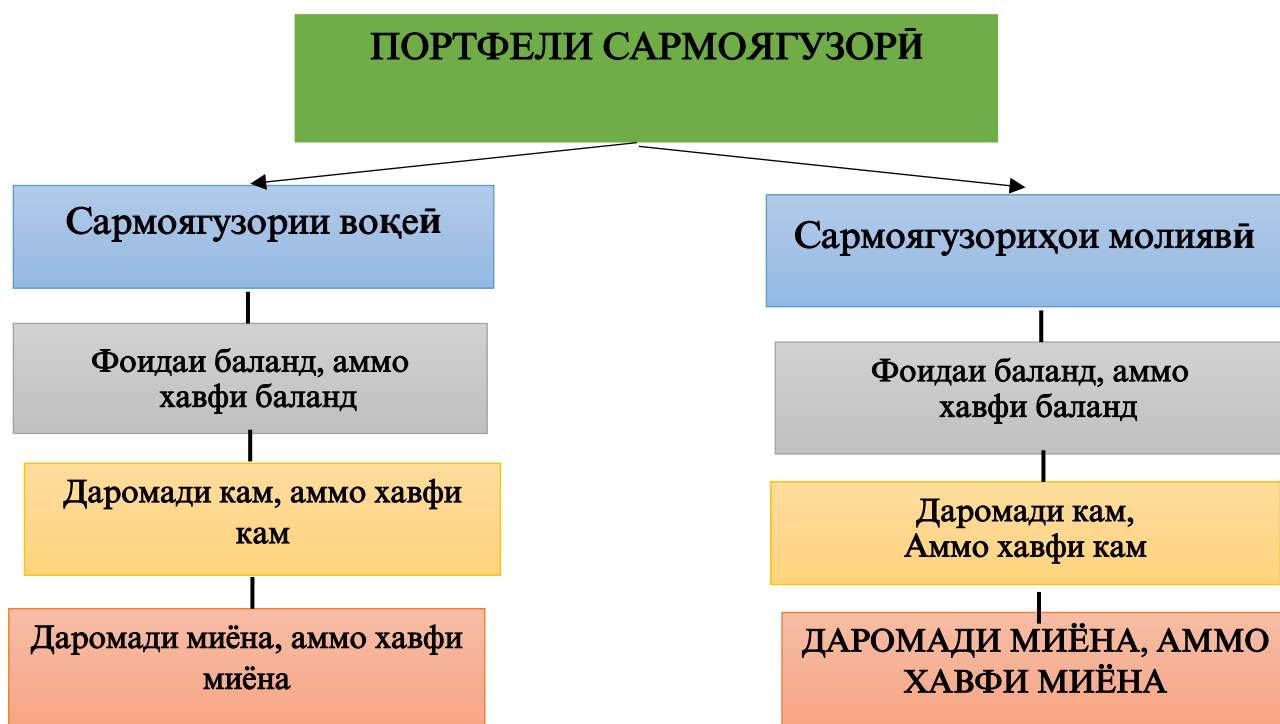 ПОРТФЕЛИ САРМОЯГУЗОРӢ
Сармоягузории воқеӣ
Фоидаи баланд, аммо
хавфи баланд
Даромади кам, аммо хавфи
кам
Даромади миёна, аммо хавфи
миёна
Сармоягузориҳои молиявӣ
Фоидаи баланд, аммо
хавфи баланд
Даромади кам,
Аммо хавфи кам
ДАРОМАДИ МИЁНА, АММО
ХАВФИ МИЁНА